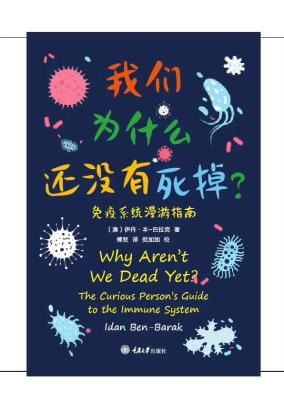 我们
为什么
还没有死掉?
免疫系统漫游指南
［澳］伊丹·本-巴拉克 著
傅贺 译 倪加加 校
Why Aren't
We Dead Yet?
The Curious Person's Guide
to the Immune System
Idan Ben-Barak
重庆大学出版社